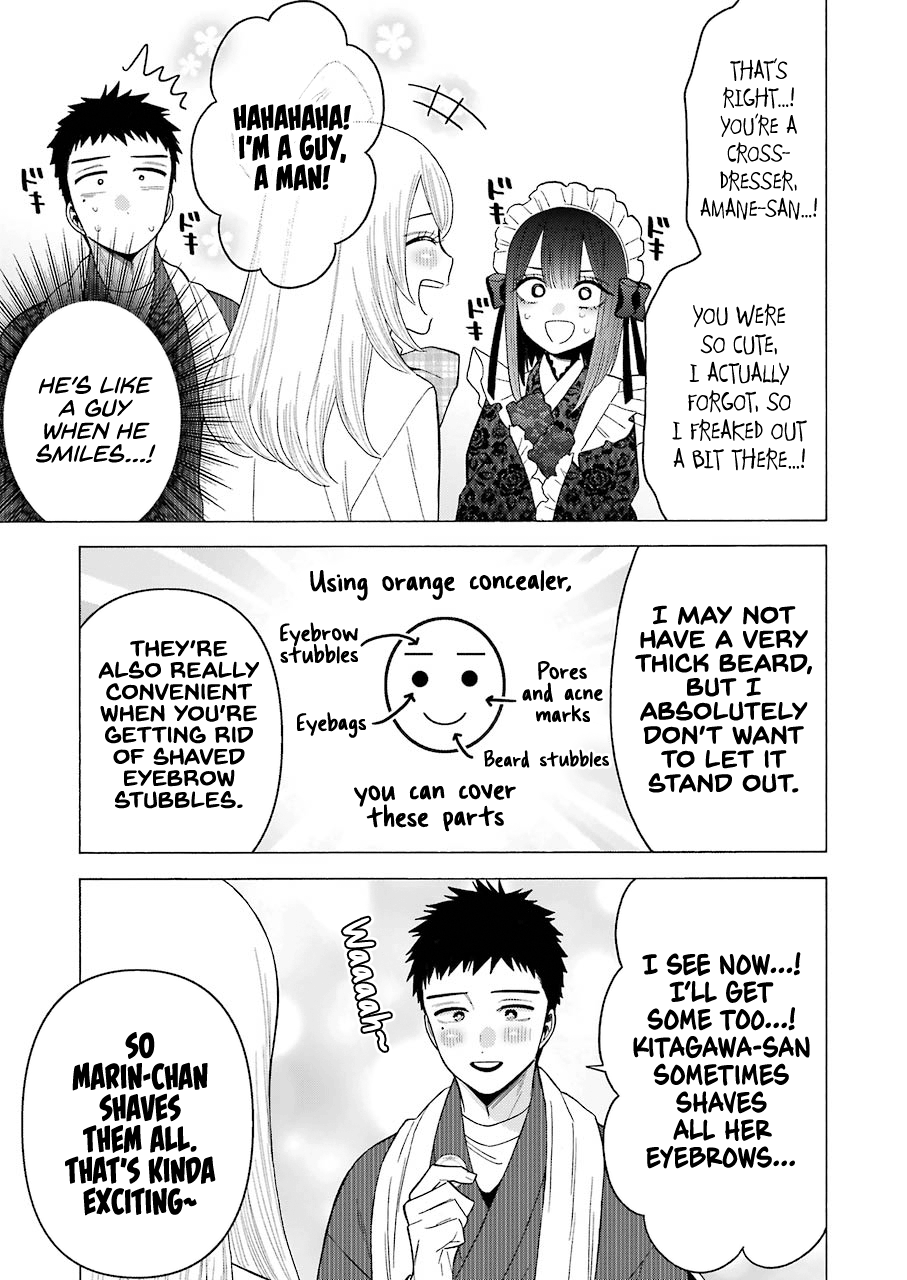 THAT'S
RIGHT...!
YOU'RE A
CROSS-
DRESSER,
AMANE-SAN...!
YOU WERE
SO CUTE,
I ACTUALLY
FORGOT, SO
I FREAKED OUT
A BIT THERE...!
HAHAHAHA!
I'M A GUY,
A MAN!
ドキ
ドキ
ドキ
ドキ
HE'S LIKE
A GUY
WHEN HE
SMILES...!
I MAY NOT
HAVE A VERY
THICK BEARD,
BUT I
ABSOLUTELY
DON'T WANT
TO LET IT
STAND OUT.
Using orange concealer,
Eyebrow
stubbles
Pores
and acne
marks
Eyebags
Beard stubbles
you can cover
these parts
THEY'RE
ALSO REALLY
CONVENIENT
WHEN YOU'RE
GETTING RID
OF SHAVED
EYEBROW
STUBBLES.
I SEE NOW...!
I'LL GET
SOME TOO...!
KITAGAWA-SAN
SOMETIMES
SHAVES
ALL HER
EYEBROWS...
Waaaah~
SO
MARIN-CHAN
SHAVES
THEM ALL.
THAT'S KINDA
EXCITING~